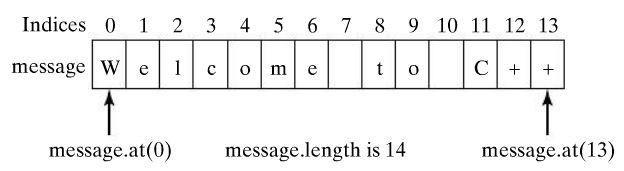 Indices 0 1 2 3 4 5 6 7 8 9 10 11 12 13
message W e l c o m e t o C + +
message.at(0) message.length is 14 message.at(13)